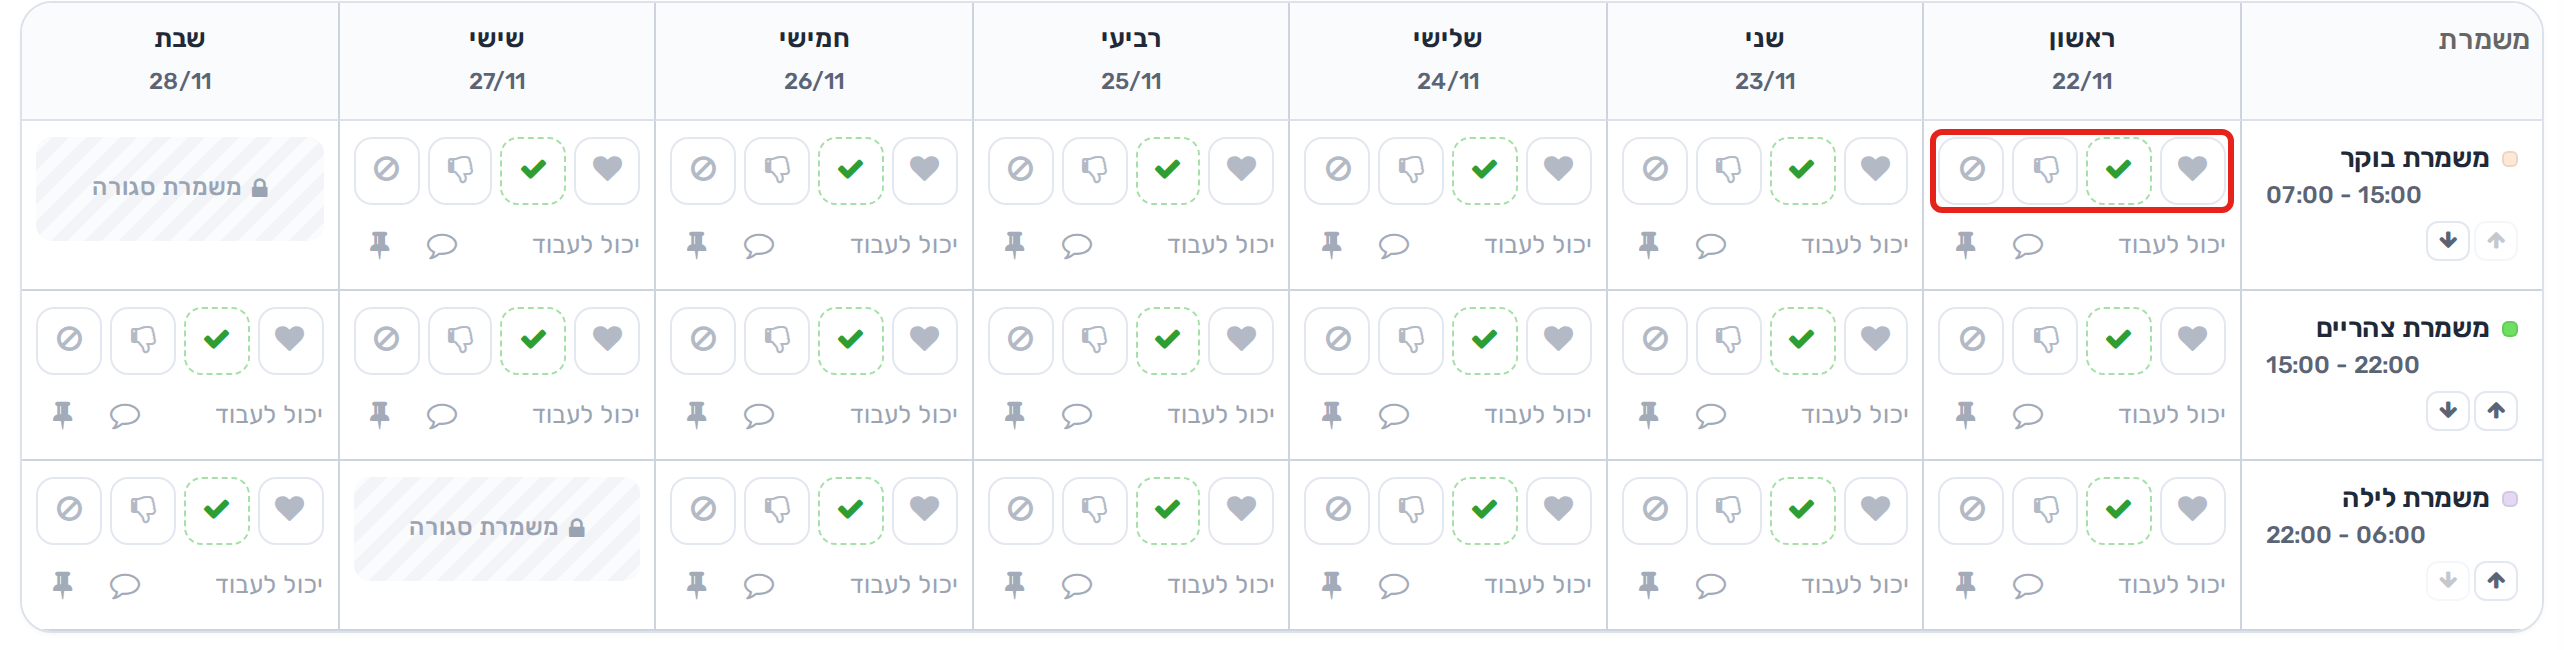 משמרת
ראשון
22/11
שני
23/11
שלישי
24/11
רביעי
25/11
חמישי
26/11
שישי
27/11
שבת
28/11
משמרת בוקר
07:00 - 15:00
יכול לעבוד
יכול לעבוד
יכול לעבוד
יכול לעבוד
יכול לעבוד
יכול לעבוד
משמרת סגורה
משמרת צהריים
15:00 - 22:00
יכול לעבוד
יכול לעבוד
יכול לעבוד
יכול לעבוד
יכול לעבוד
יכול לעבוד
יכול לעבוד
משמרת לילה
22:00 - 06:00
יכול לעבוד
יכול לעבוד
יכול לעבוד
יכול לעבוד
יכול לעבוד
משמרת סגורה
יכול לעבוד